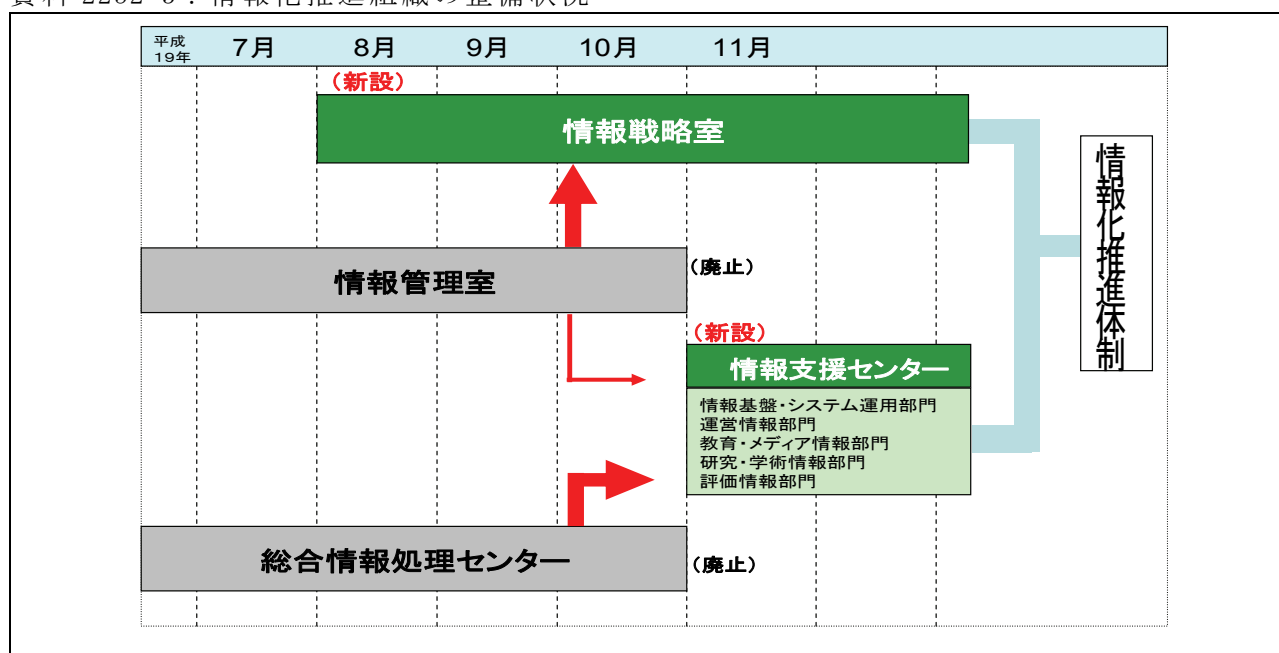 平成
19年
7月 8月 9月 10月 11月
（新設）
情報戦略室
情報化推進体制
情報管理室
（廃止）
（新設）
情報支援センター
情報基盤・システム運用部門
運営情報部門
教育・メディア情報部門
研究・学術情報部門
評価情報部門
総合情報処理センター
（廃止）